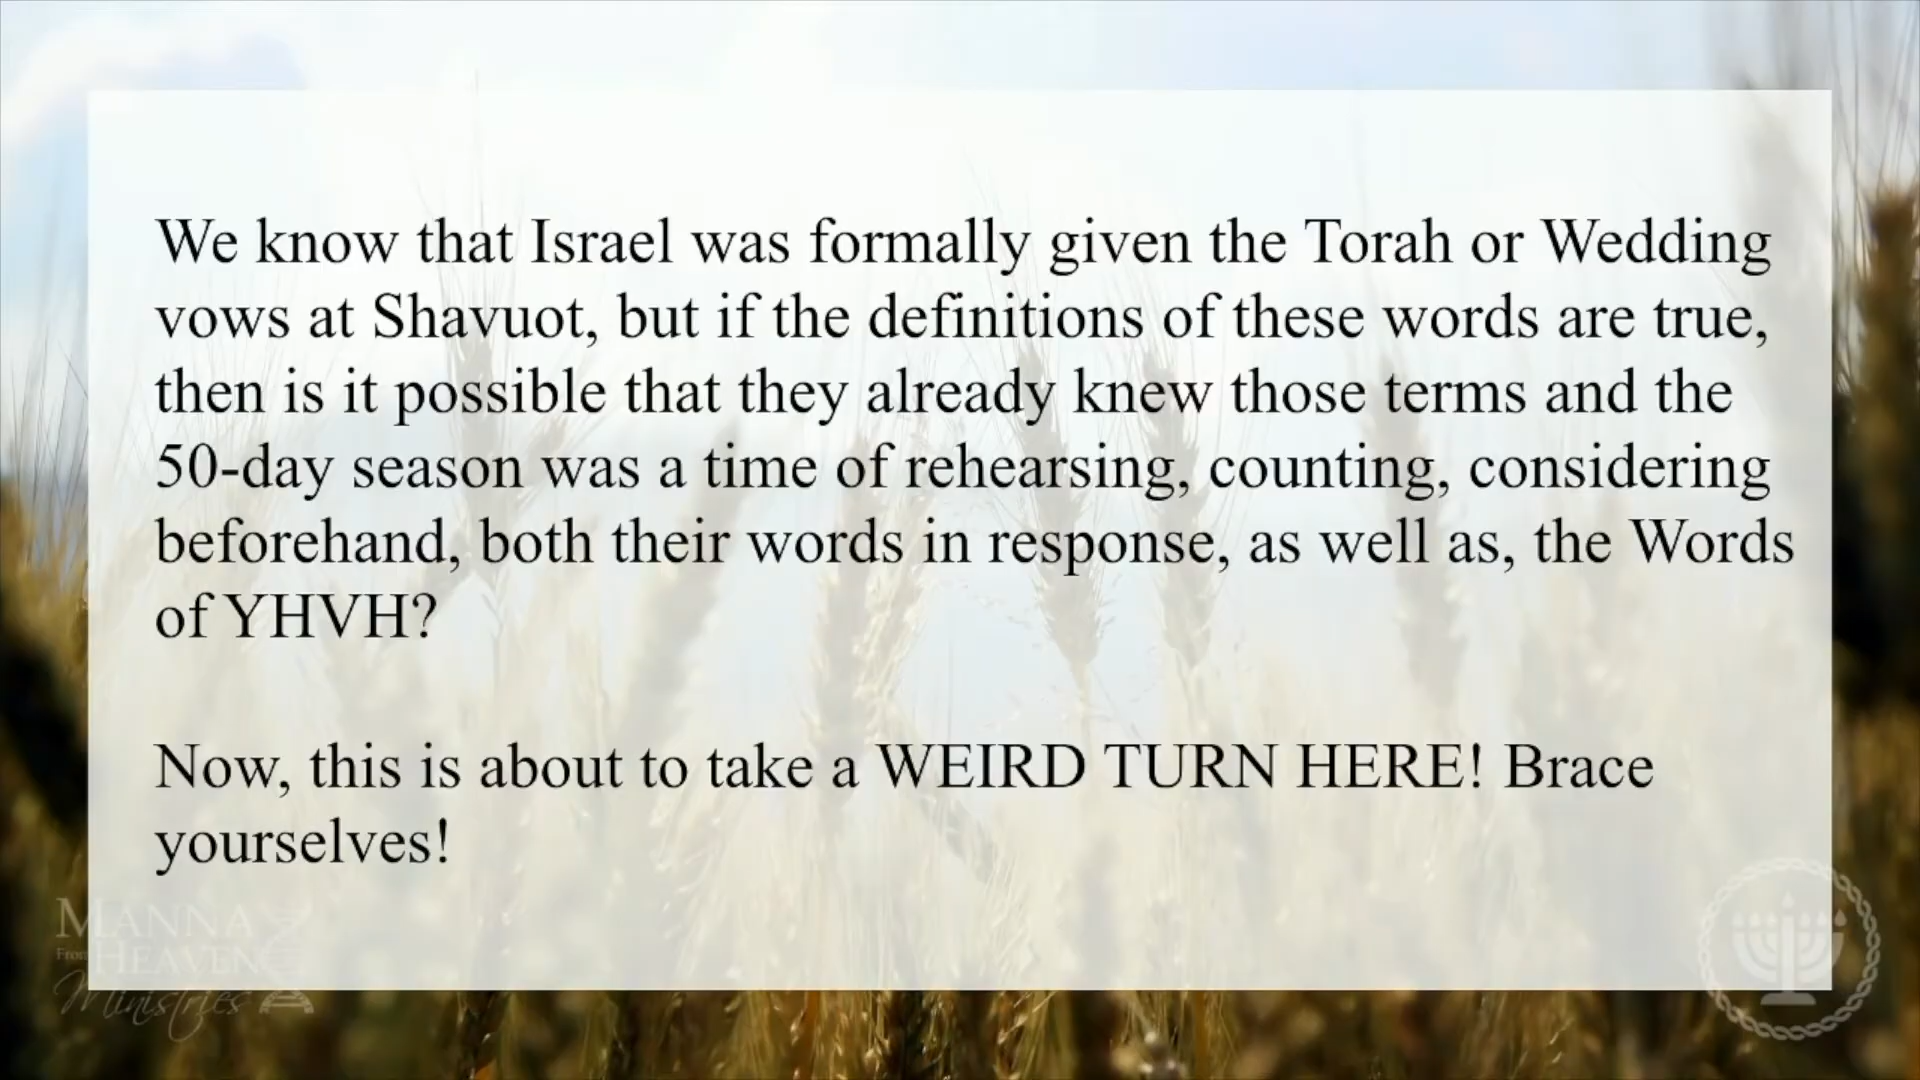 We know that Israel was formally given the Torah or Wedding
vows at Shavuot, but if the definitions of these words are true,
then is it possible that they already knew those terms and the
50-day season was a time of rehearsing, counting, considering
beforehand, both their words in response, as well as, the Words
of YHVH?
Now, this is about to take a WEIRD TURN HERE! Brace
yourselves!
MANNA
From HEAVEN
Ministries